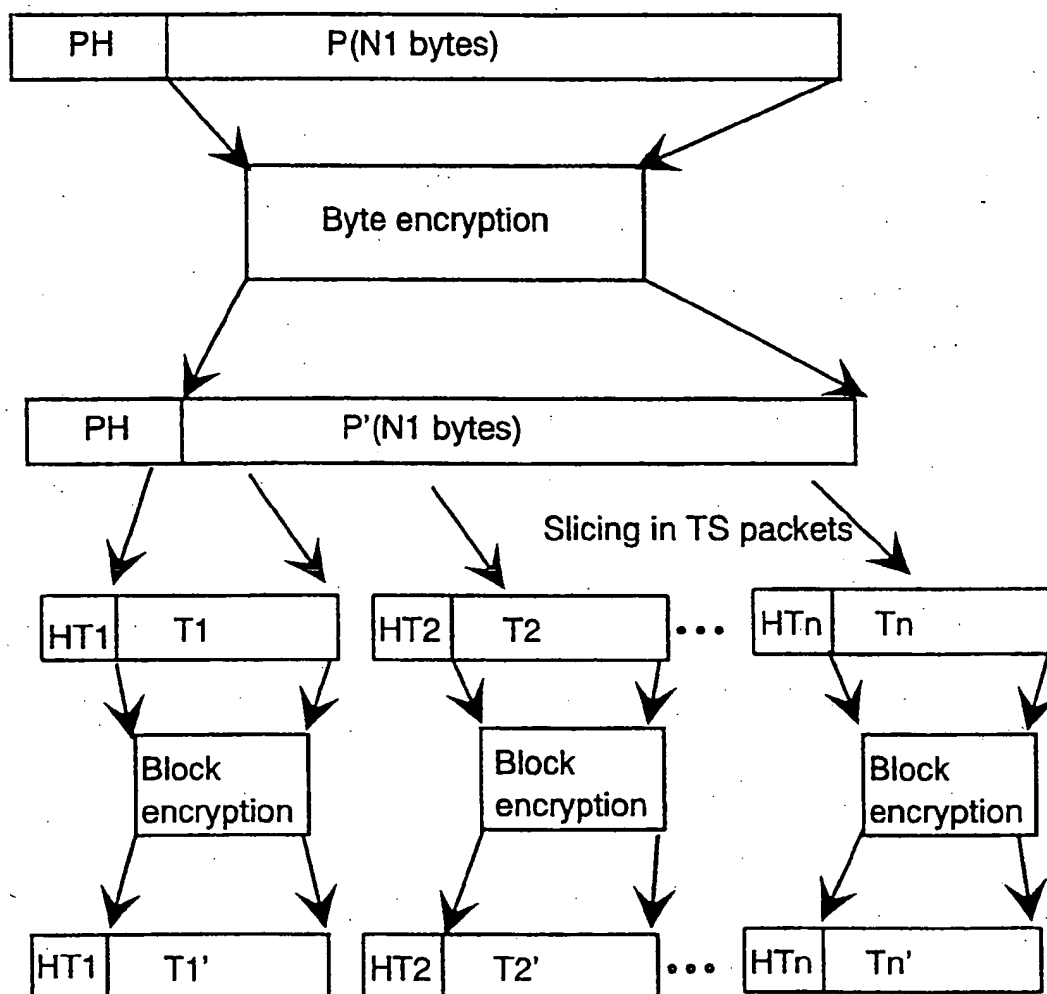 PH P(N1 bytes)
Byte encryption
PH P'(N1 bytes)
Slicing in TS packets
HT1 T1 HT2 T2 ••• HTn Tn
Block
encryption
Block
encryption
Block
encryption
HT1 T1' HT2 T2' ••• HTn Tn'